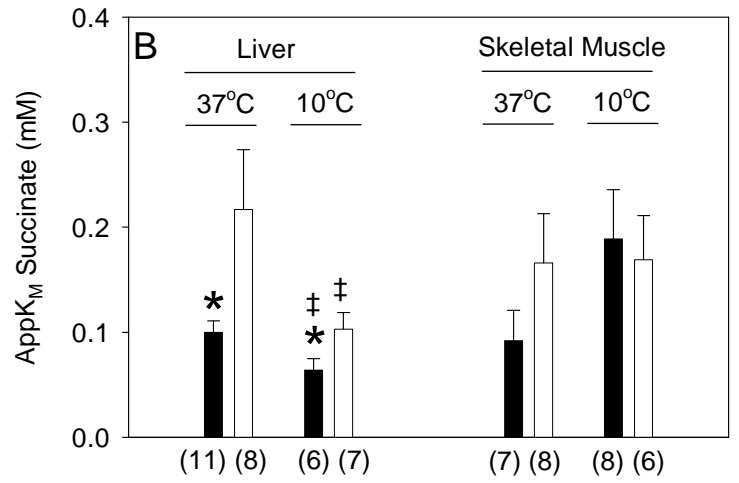 B
Liver
Skeletal Muscle
37°C
10°C
37°C
10°C
AppK_M Succinate (mM)
0.4
0.3
0.2
0.1
0.0
*
‡
*
‡
(11) (8)
(6) (7)
(7) (8)
(8) (6)